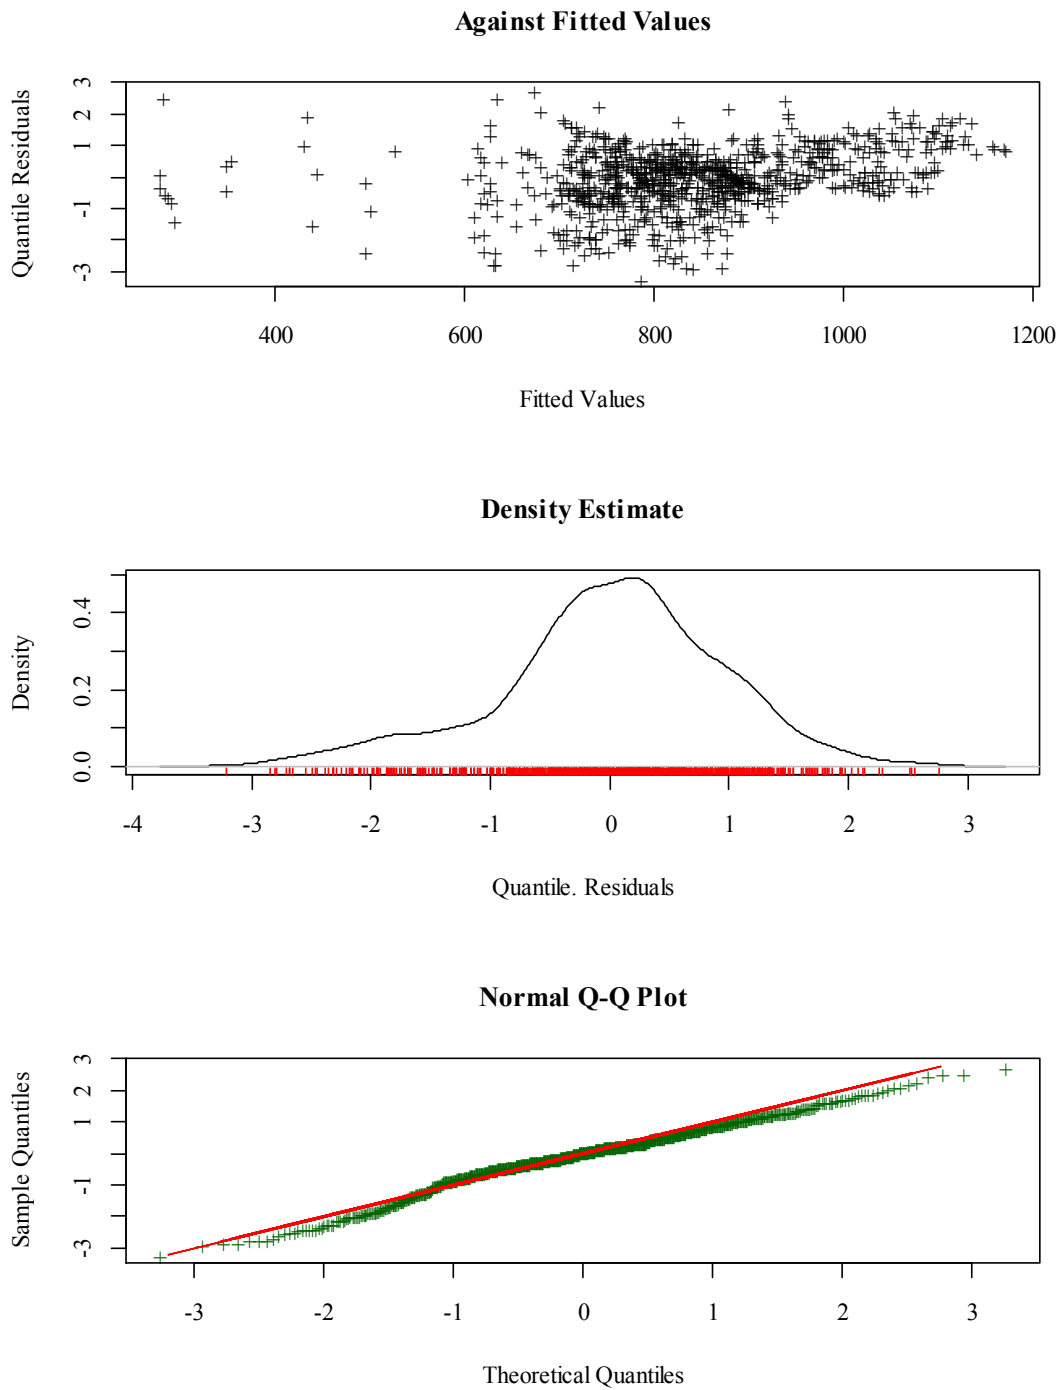 Against Fitted Values
Quantile Residuals
3
2
1
-1
-3
400 600 800 1000 1200
Fitted Values
Density Estimate
Density
0.4
0.2
0.0
-4 -3 -2 -1 0 1 2 3
Quantile. Residuals
Normal Q-Q Plot
Sample Quantiles
3
2
1
-1
-3
-3 -2 -1 0 1 2 3
Theoretical Quantiles